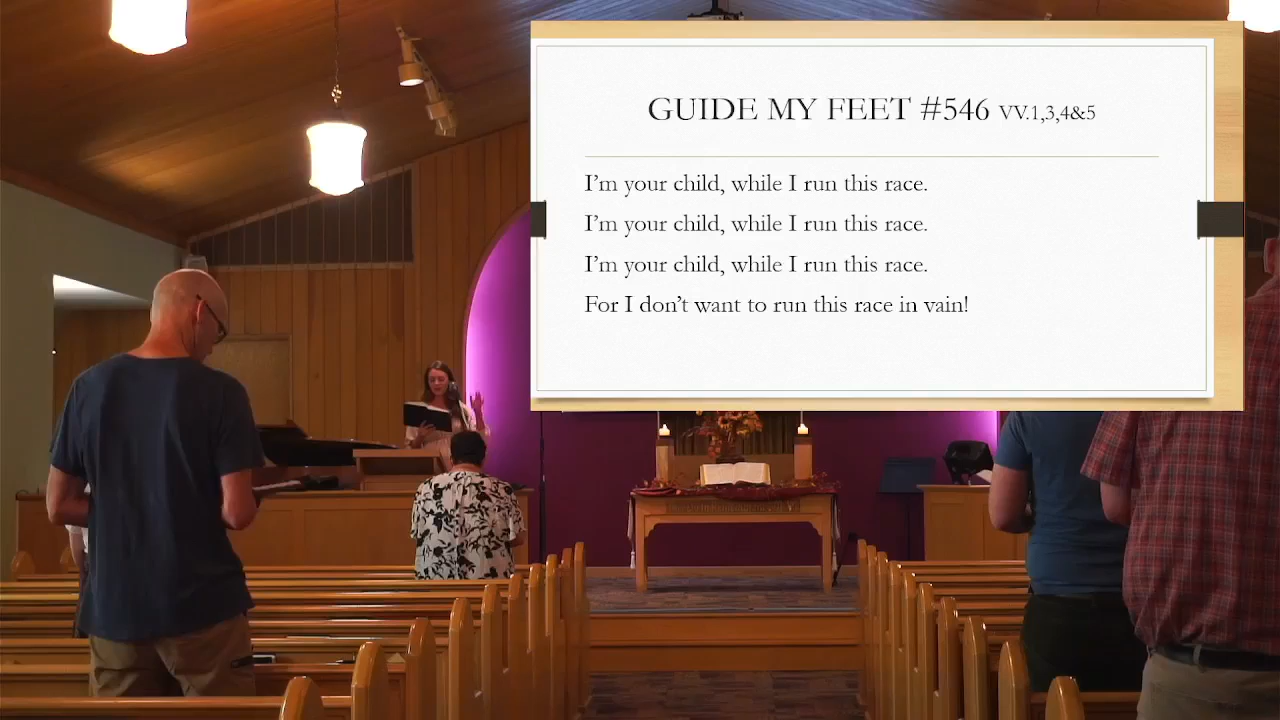 GUIDE MY FEET #546 VV.1,3,4&5
I'm your child, while I run this race.
I'm your child, while I run this race.
I'm your child, while I run this race.
For I don't want to run this race in vain!